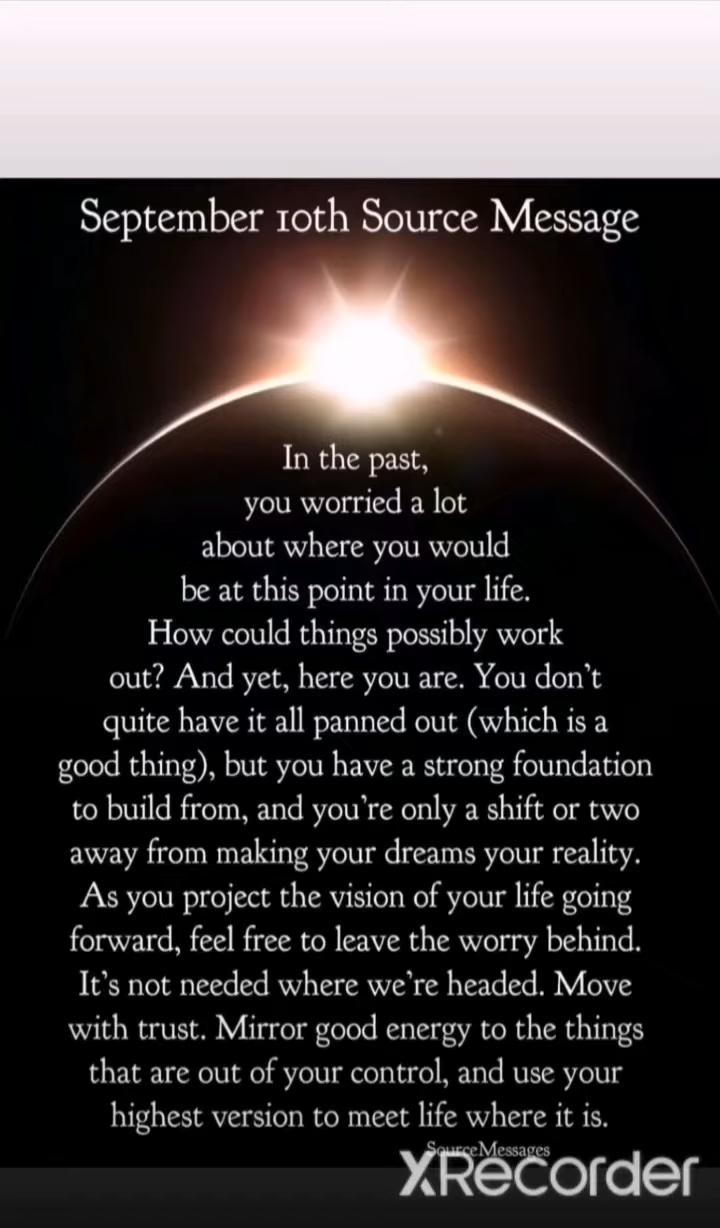 September 10th Source Message
In the past,
you worried a lot
about where you would
be at this point in your life.
How could things possibly work
out? And yet, here you are. You don't
quite have it all panned out (which is a
good thing), but you have a strong foundation
to build from, and you're only a shift or two
away from making your dreams your reality.
As you project the vision of your life going
forward, feel free to leave the worry behind.
It's not needed where we're headed. Move
with trust. Mirror good energy to the things
that are out of your control, and use your
highest version to meet life where it is.
SourceMessages
XRecorder